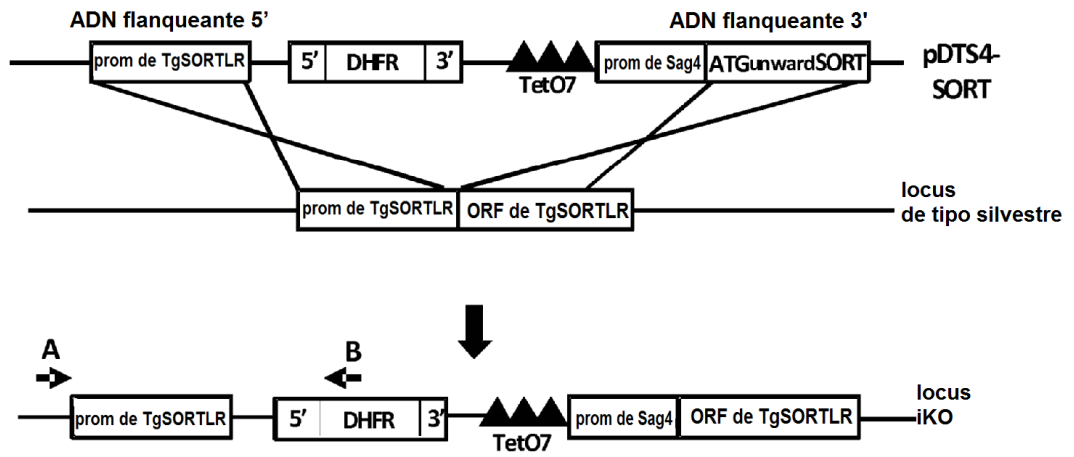 ADN flanqueante 5’
ADN flanqueante 3'
prom de TgSORTLR
5’
DHFR
3’
TetO7
prom de Sag4
ATGunwardSORT
pDTS4-
SORT
prom de TgSORTLR
ORF de TgSORTLR
locus
de tipo silvestre
A
B
prom de TgSORTLR
5’
DHFR
3’
TetO7
prom de Sag4
ORF de TgSORTLR
locus
iKO